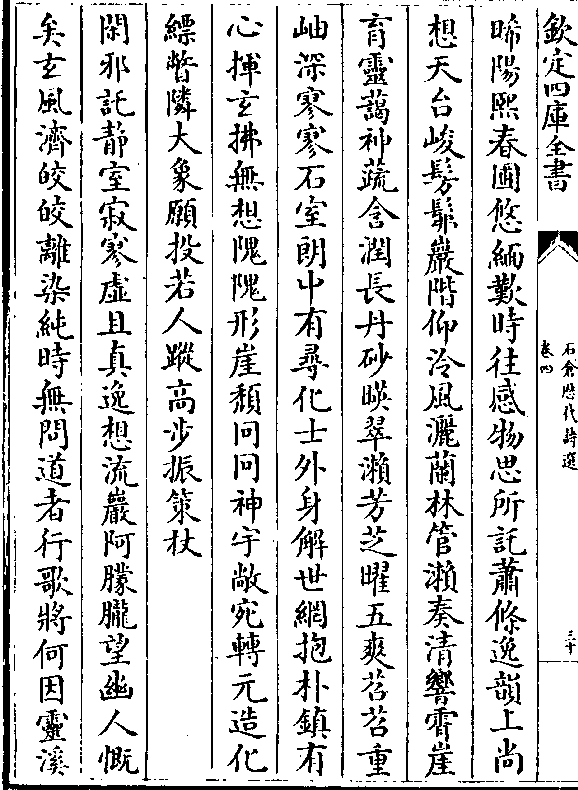 欽定四庫全書
石倉歴代詩選
卷四
三十
晞陽熙春圃悠緬歎時往感物思所託蕭條逸韻上尚
想天台峻髣髴巖階仰泠風灑蘭林管瀨奏清響霄崖
育靈藹神蔬含潤長丹砂映翠瀨芳芝曜五爽苕苕重
岫深寥寥石室朗中有尋化士外身解世網抱朴鎮有
心揮玄拂無想隗隗形崖頹冏冏神宇敞宛轉元造化
縹瞥隣大象願投若人蹤高步振策杖
閑邪託静室寂寥虛且真逸想流巖阿朦朧望幽人慨
矣玄風濟皎皎離染純時無問道者行歌將何因靈溪